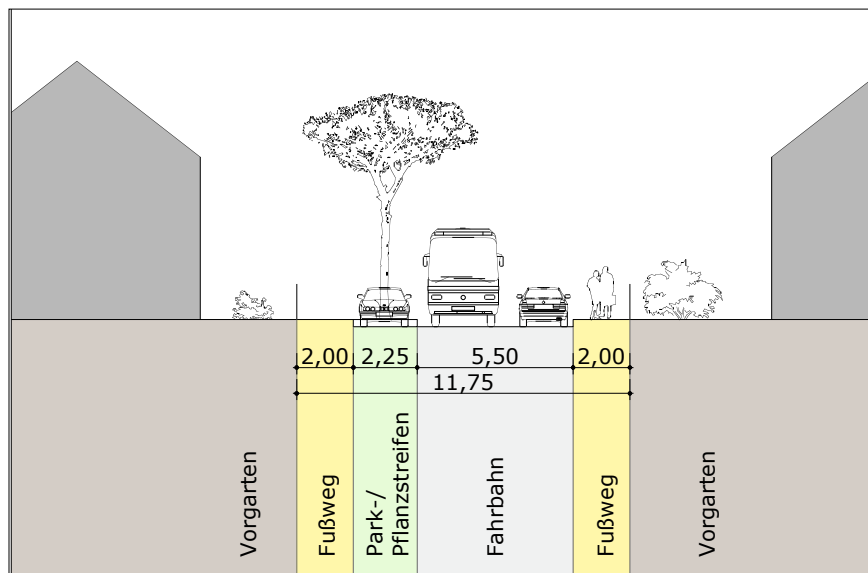 2,00 2,25 5,50 2,00
11,75
Vorgarten
Fußweg
Park-/
Pflanzstreifen
Fahrbahn
Fußweg
Vorgarten